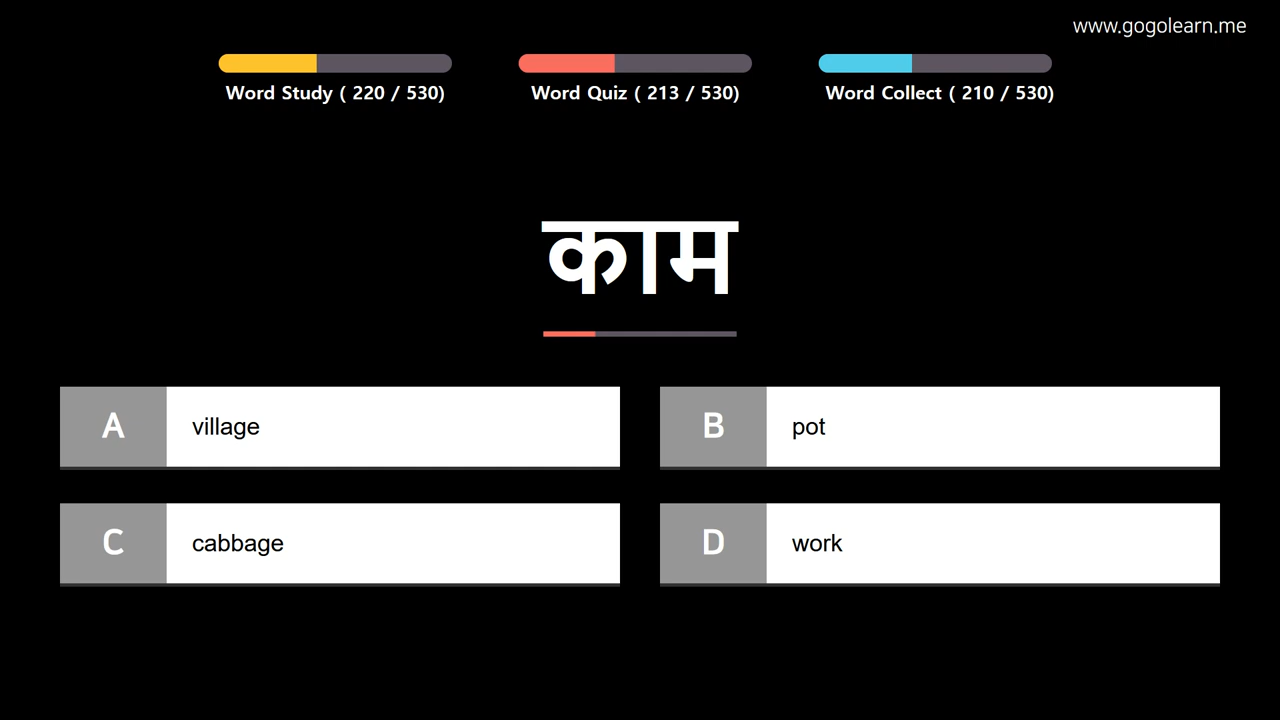 www.gogolearn.me
Word Study ( 220 / 530)
Word Quiz ( 213 / 530)
Word Collect ( 210 / 530)
काम
A village
B pot
C cabbage
D work